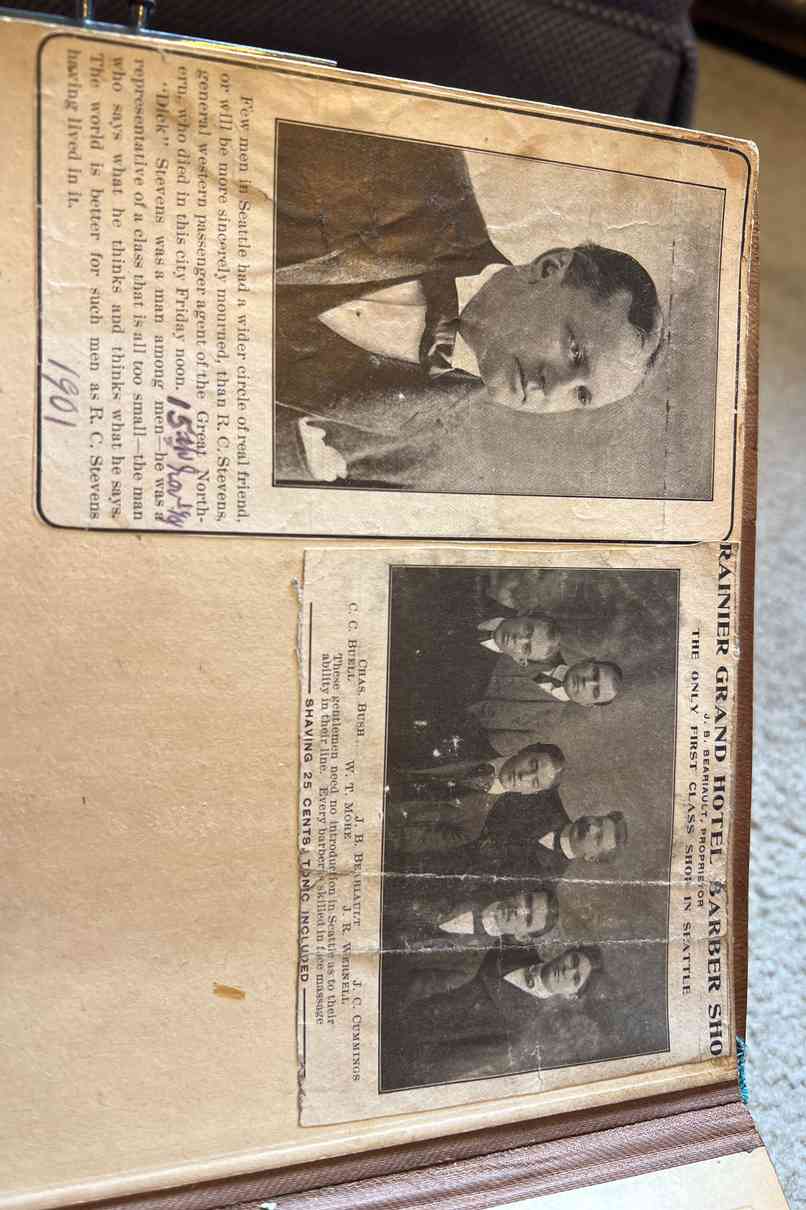 Few men in Seattle had a wider circle of real friend,
or will be more sincerely mourned, than R. C. Stevens,
general western passenger agent of the Great North-
ern, who died in this city Friday noon. 15th
"Dick" Stevens was a man among men—he was a
representative of a class that is all too small—the man
who says what he thinks and thinks what he says.
The world is better for such men as R. C. Stevens
having lived in it.
1901
RAINIER GRAND HOTEL BARBER SHO
J. B. BEARIAULT, PROPRIETOR
THE ONLY FIRST CLASS SHOP IN SEATTLE
CHAS. BUSH J. B. BEARIAULT J. C. CUMMINGS
C. C. BUELL W. T. MORE J. R. WERNELL
These gentlemen need no introduction in Seattle as to their
ability in their line. Every barber is skilled in face massage
SHAVING 25 CENTS, TONIC INCLUDED